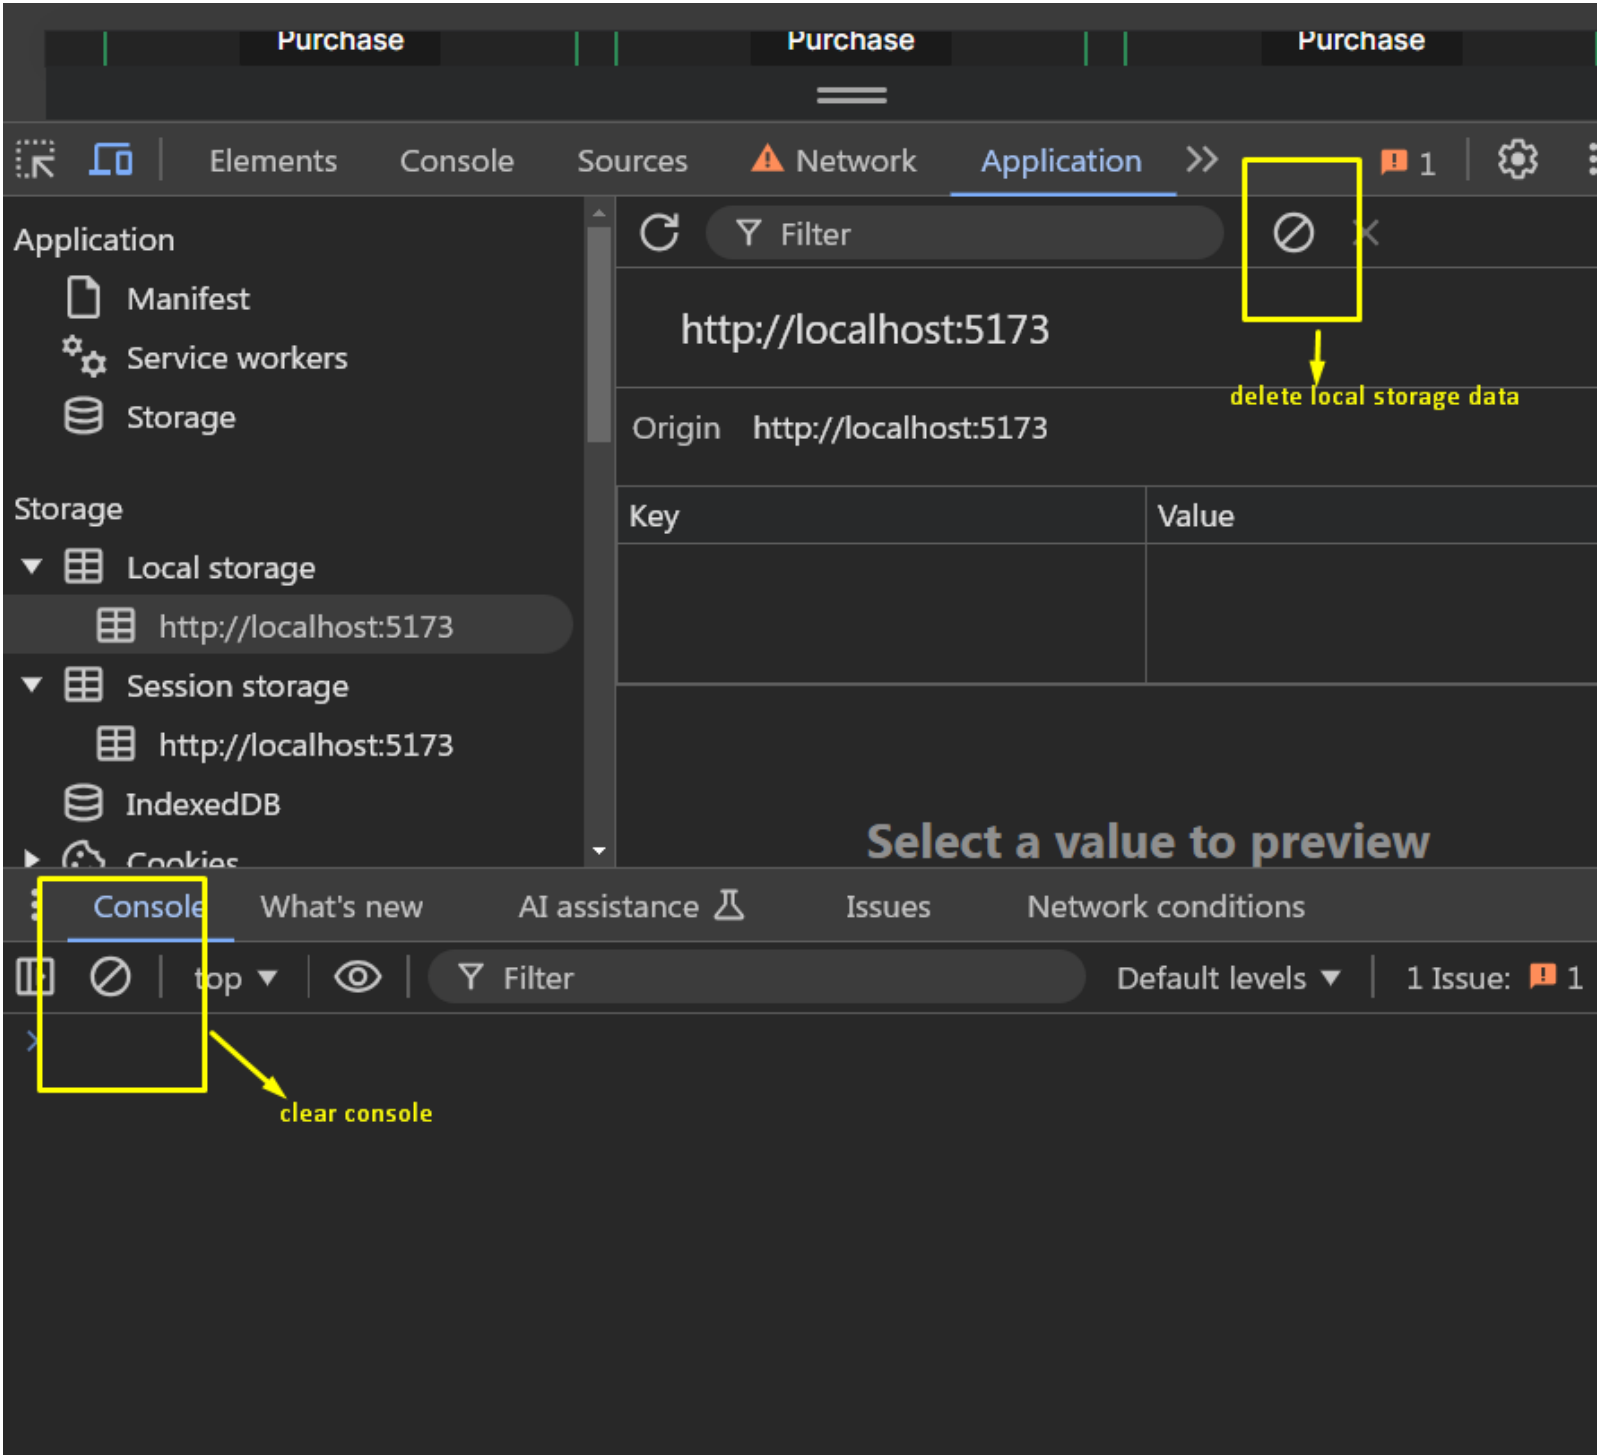 Purchase Purchase Purchase
Elements Console Sources Network Application 1
Application
Manifest
Service workers
Storage
Storage
Local storage
http://localhost:5173
Session storage
http://localhost:5173
IndexedDB
Cookies
Filter
http://localhost:5173
delete local storage data
Origin http://localhost:5173
Key Value
Select a value to preview
Console What's new AI assistance Issues Network conditions
top Filter Default levels 1 Issue: 1
clear console